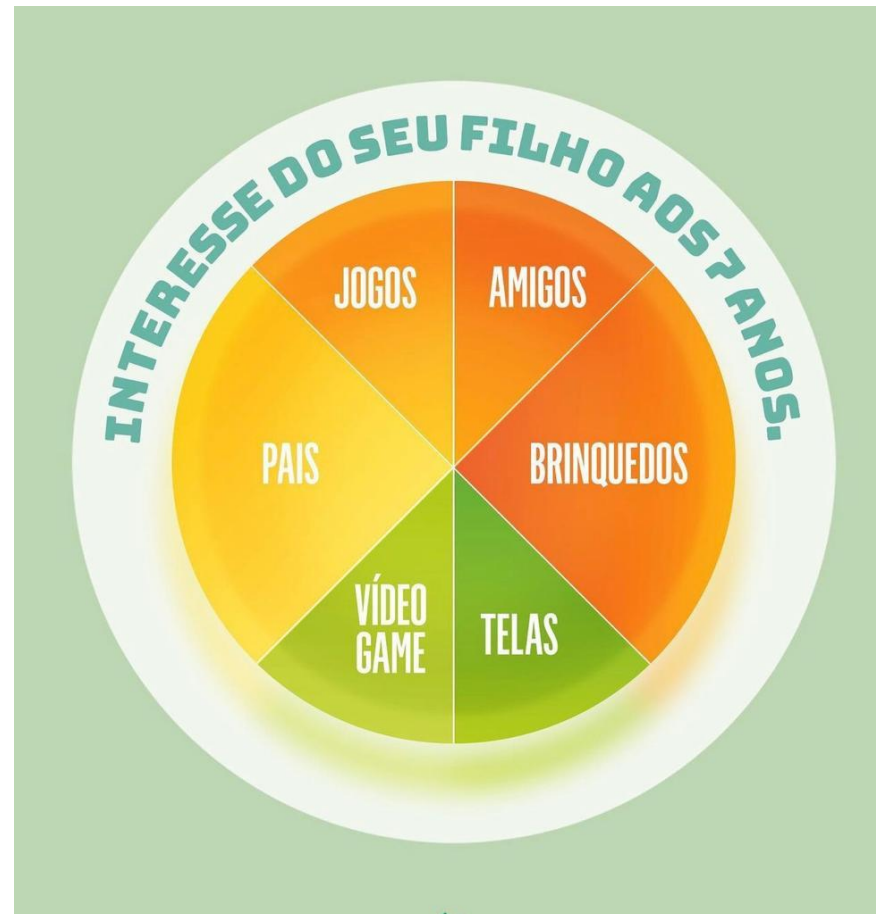 INTERESSE DO SEU FILHO AOS 7 ANOS.
JOGOS
AMIGOS
PAIS
BRINQUEDOS
VÍDEO
GAME
TELAS